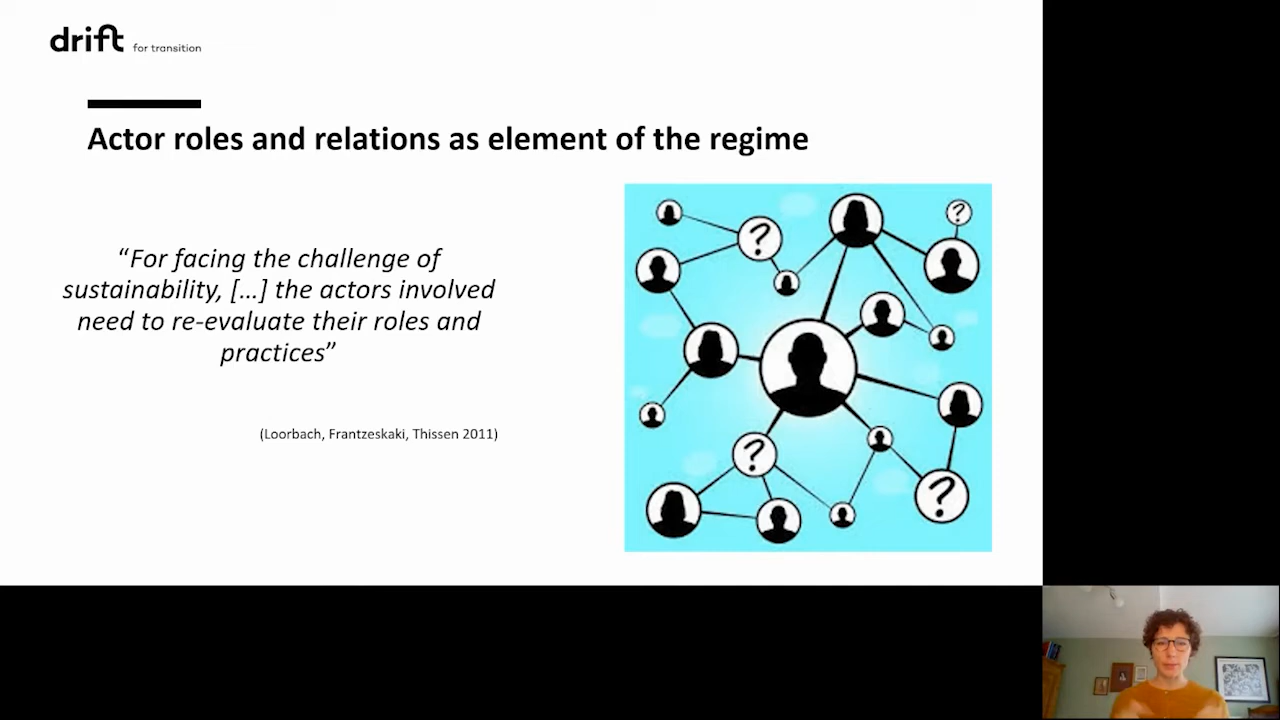 drift for transition
Actor roles and relations as element of the regime
“For facing the challenge of
sustainability, […] the actors involved
need to re-evaluate their roles and
practices”
(Loorbach, Frantzeskaki, Thissen 2011)
?
?
?
?